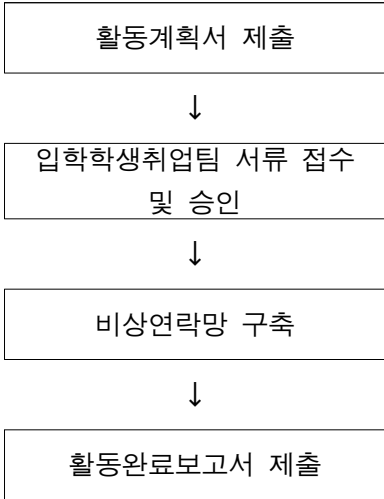 활동계획서 제출
↓
입학학생취업팀 서류 접수
및 승인
↓
비상연락망 구축
↓
활동완료보고서 제출